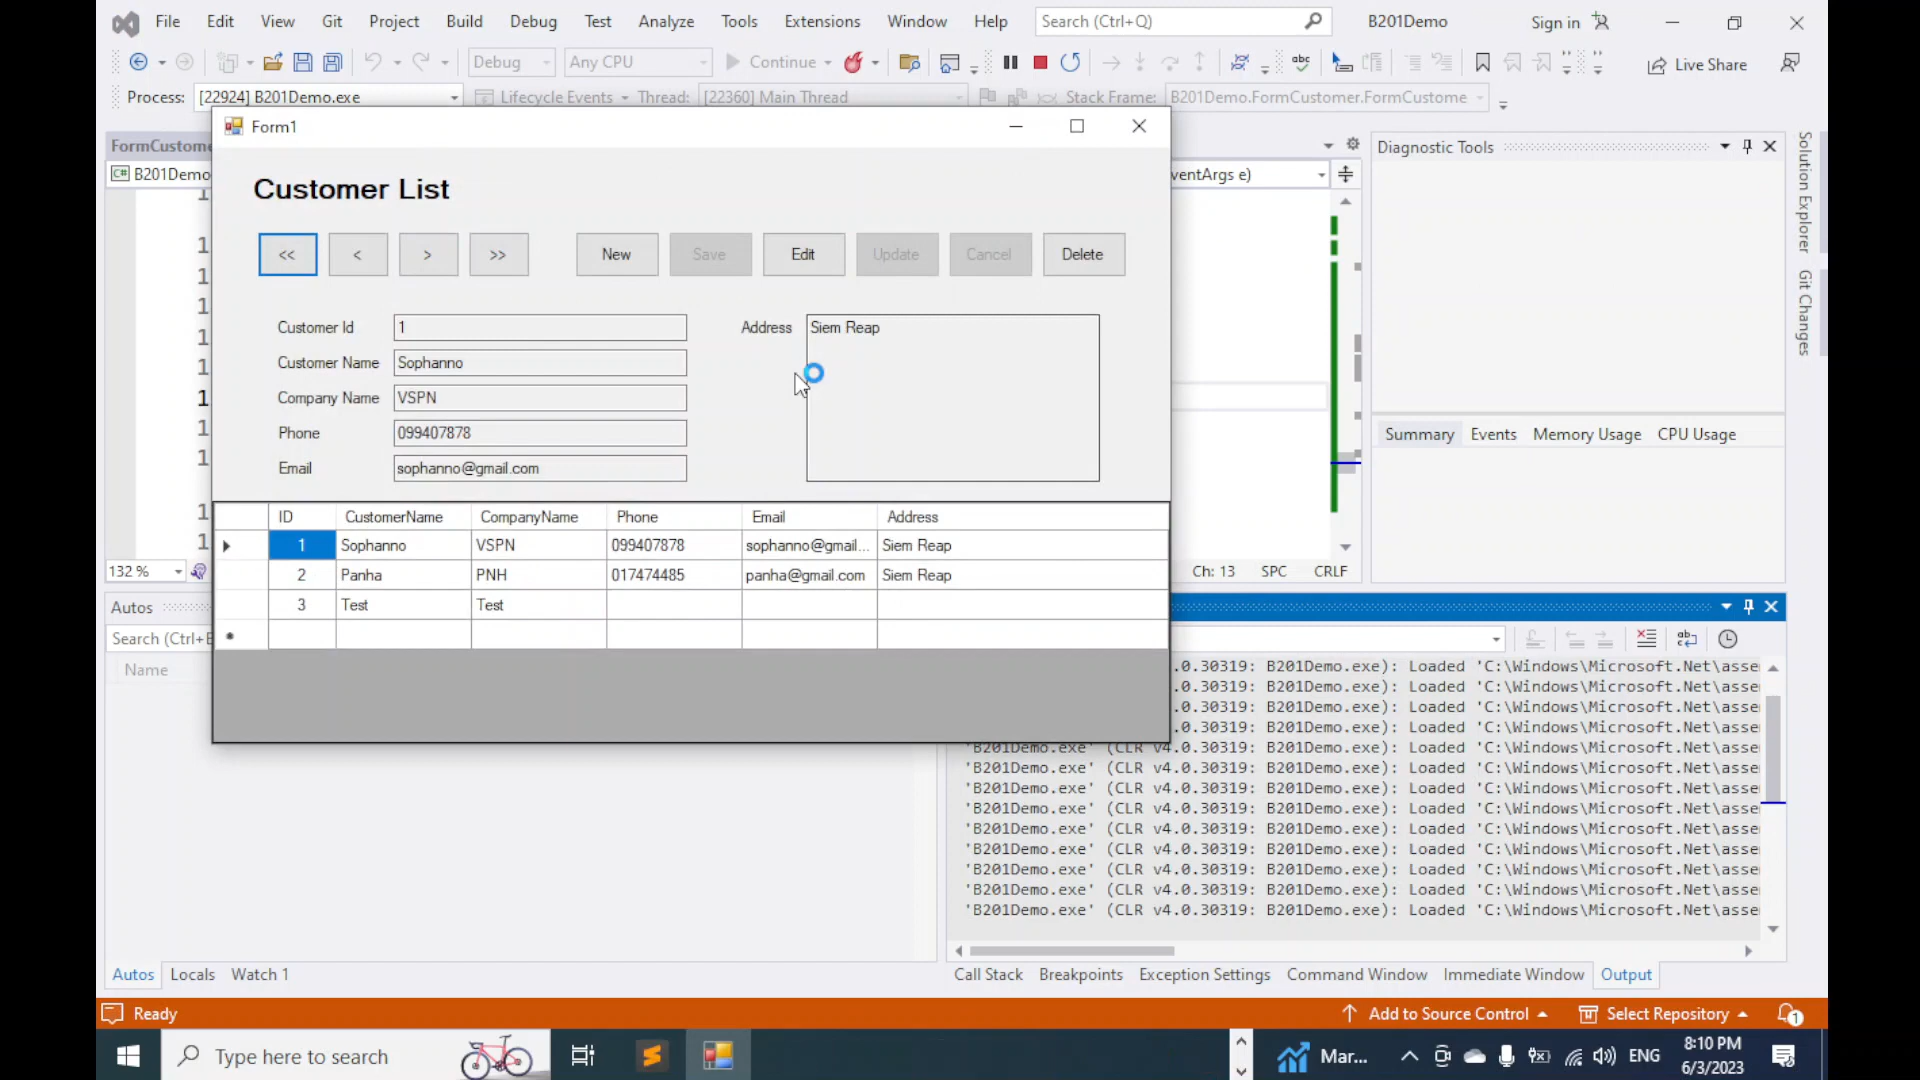 File Edit View Git Project Build Debug Test Analyze Tools Extensions Window Help Search (Ctrl+Q) B201Demo Sign in
Debug Any CPU Continue Live Share
Process: [22924] B201Demo.exe Lifecycle Events Thread: [22360] Main Thread Stack Frame: B201Demo.FormCustomer.FormCustome
Form1
FormCustome
Diagnostic Tools
C# B201Demo
ventArgs e)
Customer List
<< < > >> New Save Edit Update Cancel Delete
Customer Id 1 Address Siem Reap
Customer Name Sophanno
Company Name VSPN
Phone 099407878
Email sophanno@gmail.com
Summary Events Memory Usage CPU Usage
Solution Explorer
Git Changes
ID CustomerName CompanyName Phone Email Address
1 Sophanno VSPN 099407878 sophanno@gmail... Siem Reap
2 Panha PNH 017474485 panha@gmail.com Siem Reap
3 Test Test
132 % Ch: 13 SPC CRLF
Autos
Search (Ctrl+E
Name
.0.30319: B201Demo.exe): Loaded 'C:\Windows\Microsoft.Net\asse
.0.30319: B201Demo.exe): Loaded 'C:\Windows\Microsoft.Net\asse
.0.30319: B201Demo.exe): Loaded 'C:\Windows\Microsoft.Net\asse
.0.30319: B201Demo.exe): Loaded 'C:\Windows\Microsoft.Net\asse
'B201Demo.exe' (CLR v4.0.30319: B201Demo.exe): Loaded 'C:\Windows\Microsoft.Net\asse
'B201Demo.exe' (CLR v4.0.30319: B201Demo.exe): Loaded 'C:\Windows\Microsoft.Net\asse
'B201Demo.exe' (CLR v4.0.30319: B201Demo.exe): Loaded 'C:\Windows\Microsoft.Net\asse
'B201Demo.exe' (CLR v4.0.30319: B201Demo.exe): Loaded 'C:\Windows\Microsoft.Net\asse
'B201Demo.exe' (CLR v4.0.30319: B201Demo.exe): Loaded 'C:\Windows\Microsoft.Net\asse
'B201Demo.exe' (CLR v4.0.30319: B201Demo.exe): Loaded 'C:\Windows\Microsoft.Net\asse
'B201Demo.exe' (CLR v4.0.30319: B201Demo.exe): Loaded 'C:\Windows\Microsoft.Net\asse
'B201Demo.exe' (CLR v4.0.30319: B201Demo.exe): Loaded 'C:\Windows\Microsoft.Net\asse
'B201Demo.exe' (CLR v4.0.30319: B201Demo.exe): Loaded 'C:\Windows\Microsoft.Net\asse
Autos Locals Watch 1 Call Stack Breakpoints Exception Settings Command Window Immediate Window Output
Ready Add to Source Control Select Repository 1
Type here to search Mar... ENG 8:10 PM
6/3/2023